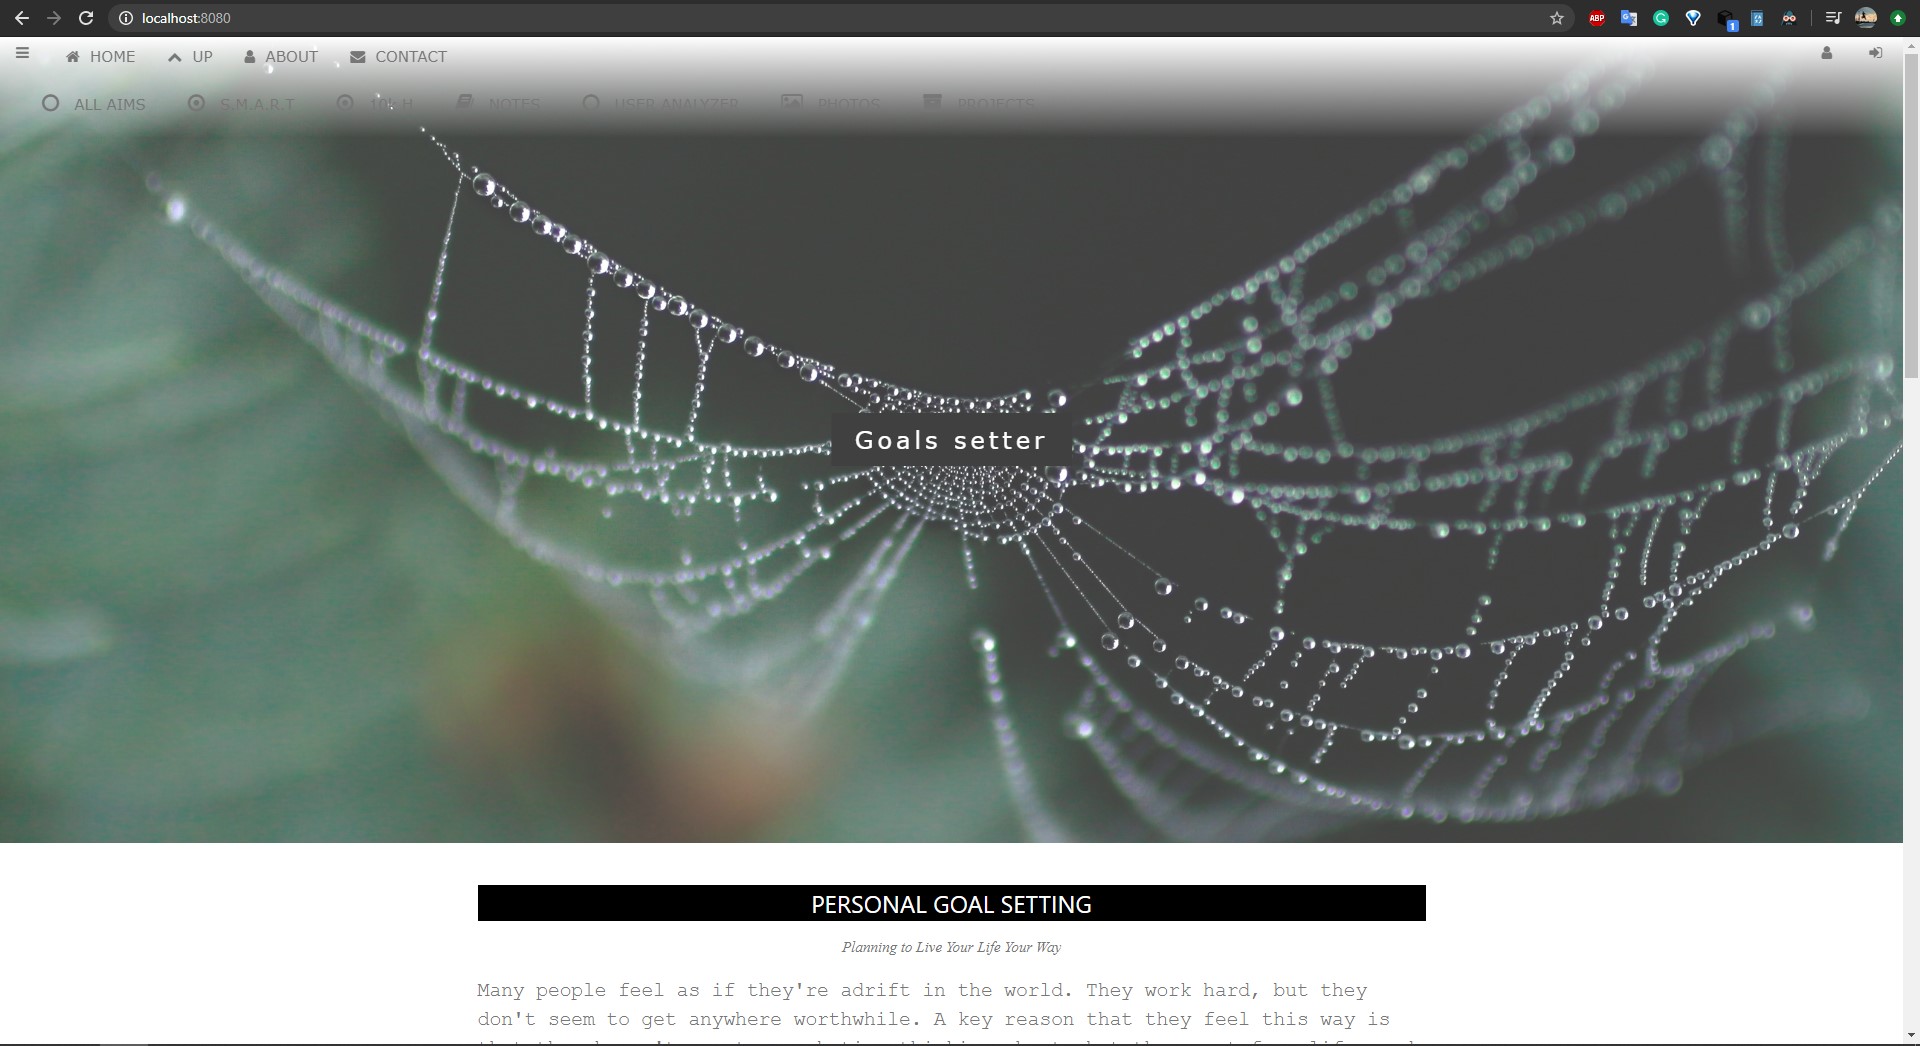 localhost:8080
ABP
1
HOME UP ABOUT CONTACT
ALL AIMS S.M.A.R.T 10k H NOTES USER ANALYZER PHOTOS PROJECTS
Goals setter
PERSONAL GOAL SETTING
Planning to Live Your Life Your Way
Many people feel as if they're adrift in the world. They work hard, but they
don't seem to get anywhere worthwhile. A key reason that they feel this way is